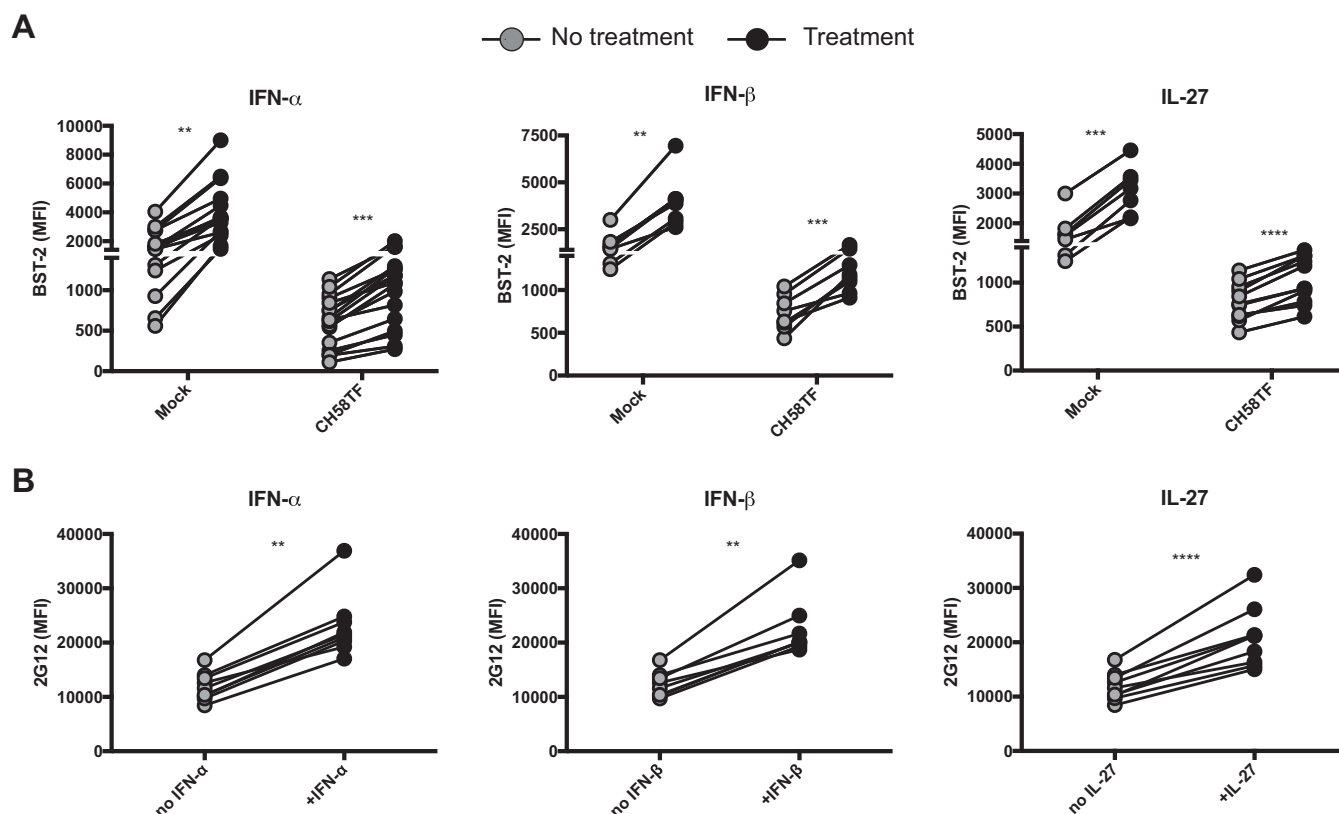 A
No treatment Treatment
IFN-α IFN-β IL-27
BST-2 (MFI)
10000
8000
6000
4000
2000
1000
500
0
**
***
Mock CH58TF
BST-2 (MFI)
7500
5000
2500
1000
500
0
**
***
Mock CH58TF
BST-2 (MFI)
5000
4000
3000
2000
1000
500
0
***
****
Mock CH58TF
B
IFN-α IFN-β IL-27
2G12 (MFI)
40000
30000
20000
10000
0
**
no IFN-α +IFN-α
2G12 (MFI)
40000
30000
20000
10000
0
**
no IFN-β +IFN-β
2G12 (MFI)
40000
30000
20000
10000
0
****
no IL-27 +IL-27